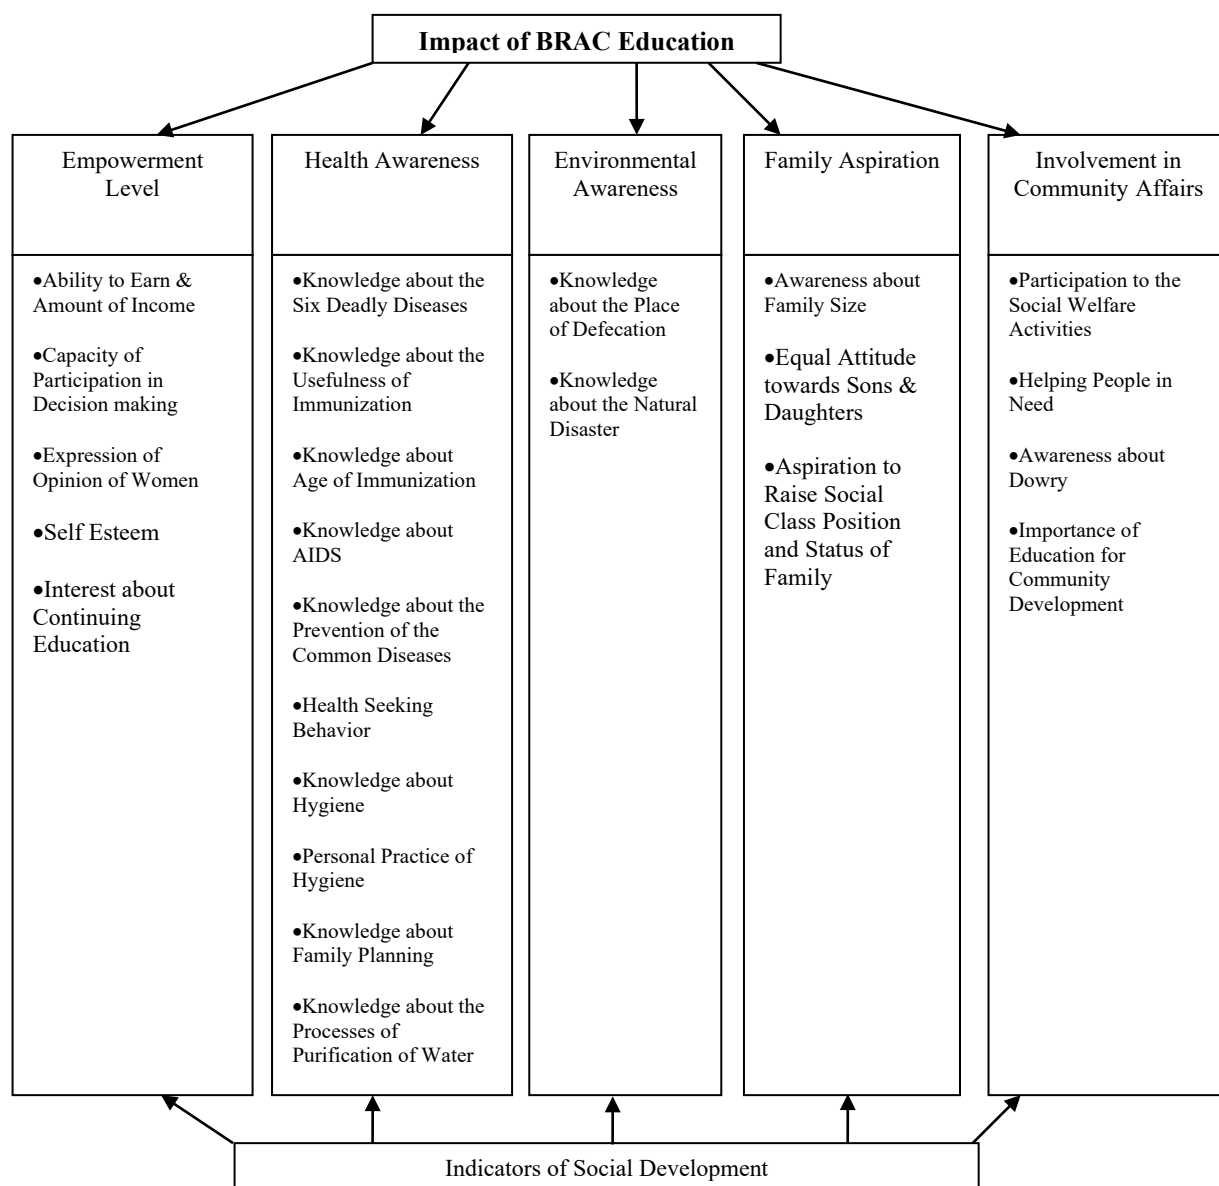 Impact of BRAC Education
Empowerment
Level
•Ability to Earn &
Amount of Income
•Capacity of
Participation in
Decision making
•Expression of
Opinion of Women
•Self Esteem
•Interest about
Continuing
Education
Health Awareness
•Knowledge about the
Six Deadly Diseases
•Knowledge about the
Usefulness of
Immunization
•Knowledge about
Age of Immunization
•Knowledge about
AIDS
•Knowledge about the
Prevention of the
Common Diseases
•Health Seeking
Behavior
•Knowledge about
Hygiene
•Personal Practice of
Hygiene
•Knowledge about
Family Planning
•Knowledge about the
Processes of
Purification of Water
Environmental
Awareness
•Knowledge
about the Place
of Defecation
•Knowledge
about the Natural
Disaster
Family Aspiration
•Awareness about
Family Size
•Equal Attitude
towards Sons &
Daughters
•Aspiration to
Raise Social
Class Position
and Status of
Family
Involvement in
Community Affairs
•Participation to the
Social Welfare
Activities
•Helping People in
Need
•Awareness about
Dowry
•Importance of
Education for
Community
Development
Indicators of Social Development